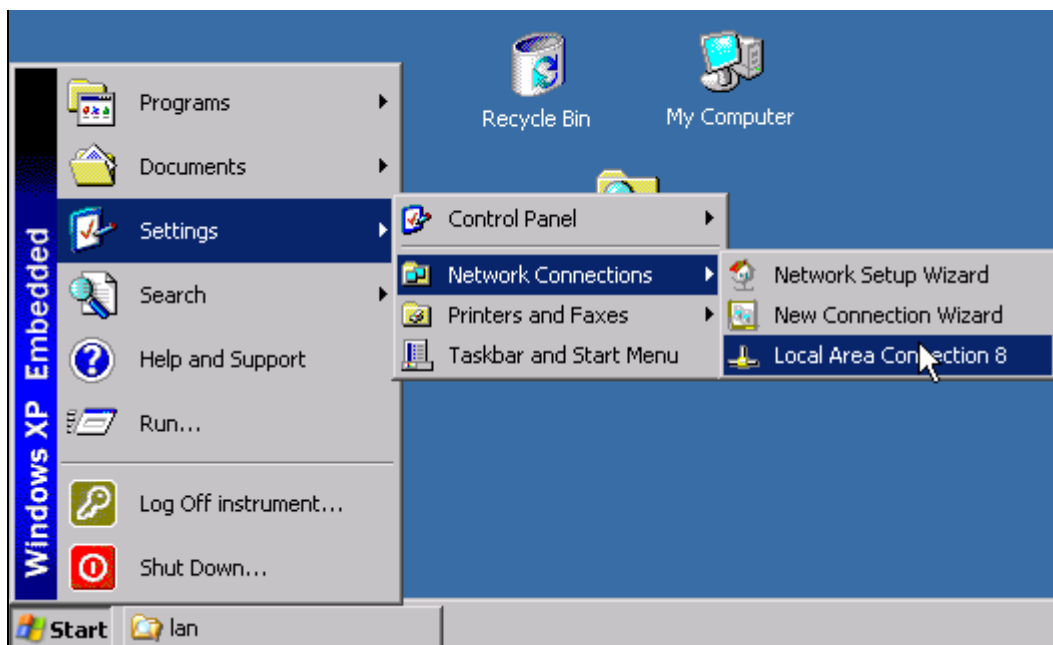 Recycle Bin
My Computer
Programs
Documents
Settings
Search
Help and Support
Run...
Log Off instrument...
Shut Down...
Windows XP Embedded
Control Panel
Network Connections
Printers and Faxes
Taskbar and Start Menu
Network Setup Wizard
New Connection Wizard
Local Area Connection 8
Start
lan